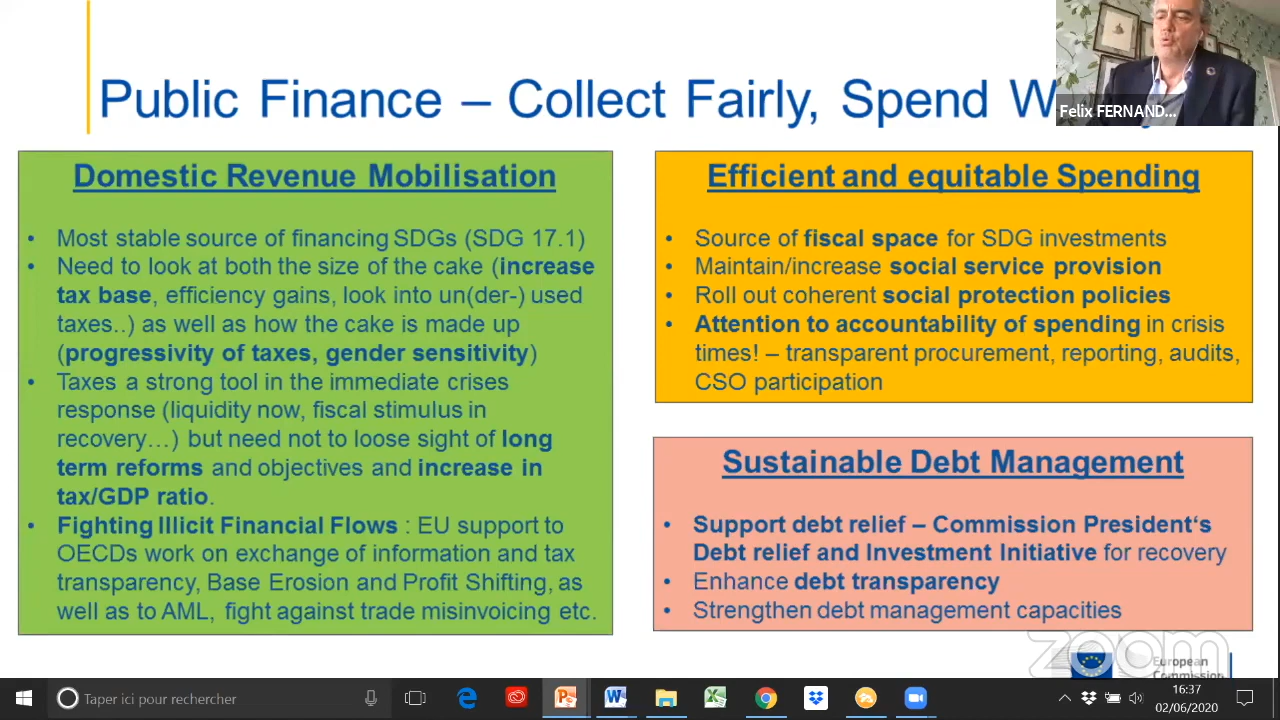 Public Finance – Collect Fairly, Spend W
Felix FERNAND...
Domestic Revenue Mobilisation
• Most stable source of financing SDGs (SDG 17.1)
• Need to look at both the size of the cake (increase
tax base, efficiency gains, look into un(der-) used
taxes..) as well as how the cake is made up
(progressivity of taxes, gender sensitivity)
• Taxes a strong tool in the immediate crises
response (liquidity now, fiscal stimulus in
recovery…) but need not to loose sight of long
term reforms and objectives and increase in
tax/GDP ratio.
• Fighting Illicit Financial Flows : EU support to
OECDs work on exchange of information and tax
transparency, Base Erosion and Profit Shifting, as
well as to AML, fight against trade misinvoicing etc.
Efficient and equitable Spending
• Source of fiscal space for SDG investments
• Maintain/increase social service provision
• Roll out coherent social protection policies
• Attention to accountability of spending in crisis
times! – transparent procurement, reporting, audits,
CSO participation
Sustainable Debt Management
• Support debt relief – Commission President‘s
Debt relief and Investment Initiative for recovery
• Enhance debt transparency
• Strengthen debt management capacities
zoom
European
Commission
Taper ici pour rechercher
16:37
02/06/2020